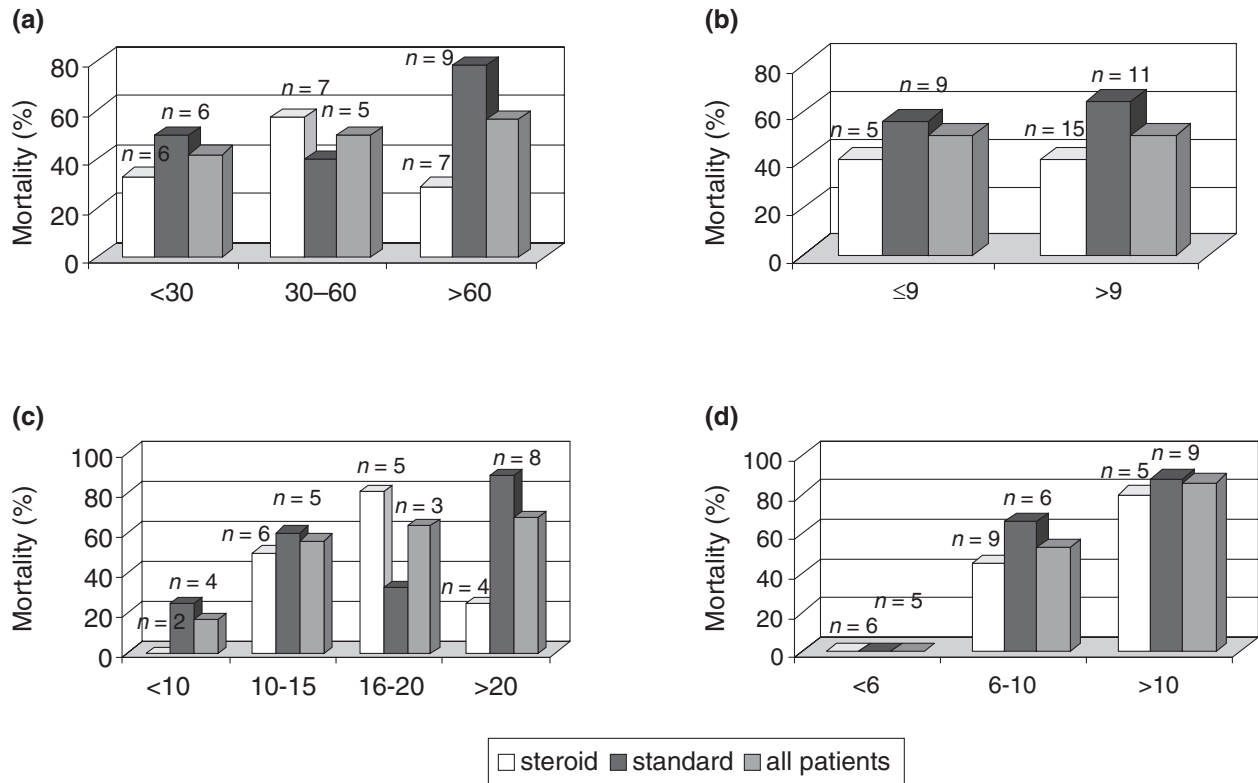 (a)
Mortality (%)
80
60
40
20
0
n = 6
n = 6
n = 7
n = 5
n = 9
n = 7
<30
30–60
>60
(b)
Mortality (%)
80
60
40
20
0
n = 5
n = 9
n = 15
n = 11
≤9
>9
(c)
Mortality (%)
100
80
60
40
20
0
n = 2
n = 4
n = 6
n = 5
n = 5
n = 3
n = 4
n = 8
<10
10-15
16-20
>20
(d)
Mortality (%)
100
80
60
40
20
0
n = 6
n = 5
n = 9
n = 6
n = 5
n = 9
<6
6-10
>10
steroid standard all patients